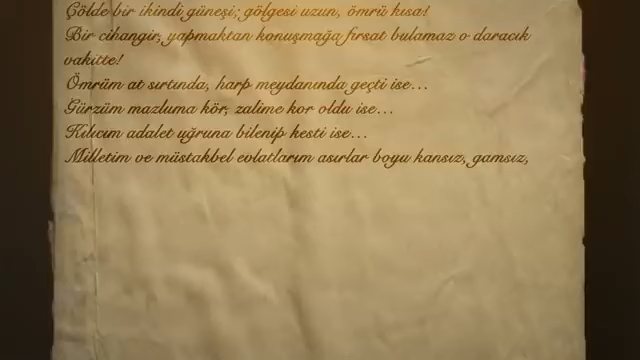 Çölde bir ikindi güneşi; gölgesi uzun, ömrü kısa!
Bir cihangir, yapmaktan konuşmağa fırsat bulamaz o daracık
vakitte!
Ömrüm at sırtında, harp meydanında geçti ise...
Gürzüm mazluma kör, zalime kor oldu ise...
Kılıcım adalet uğruna bilenip kesti ise...
Milletim ve müstakbel evlatlarım asırlar boyu kansız, gamsız,